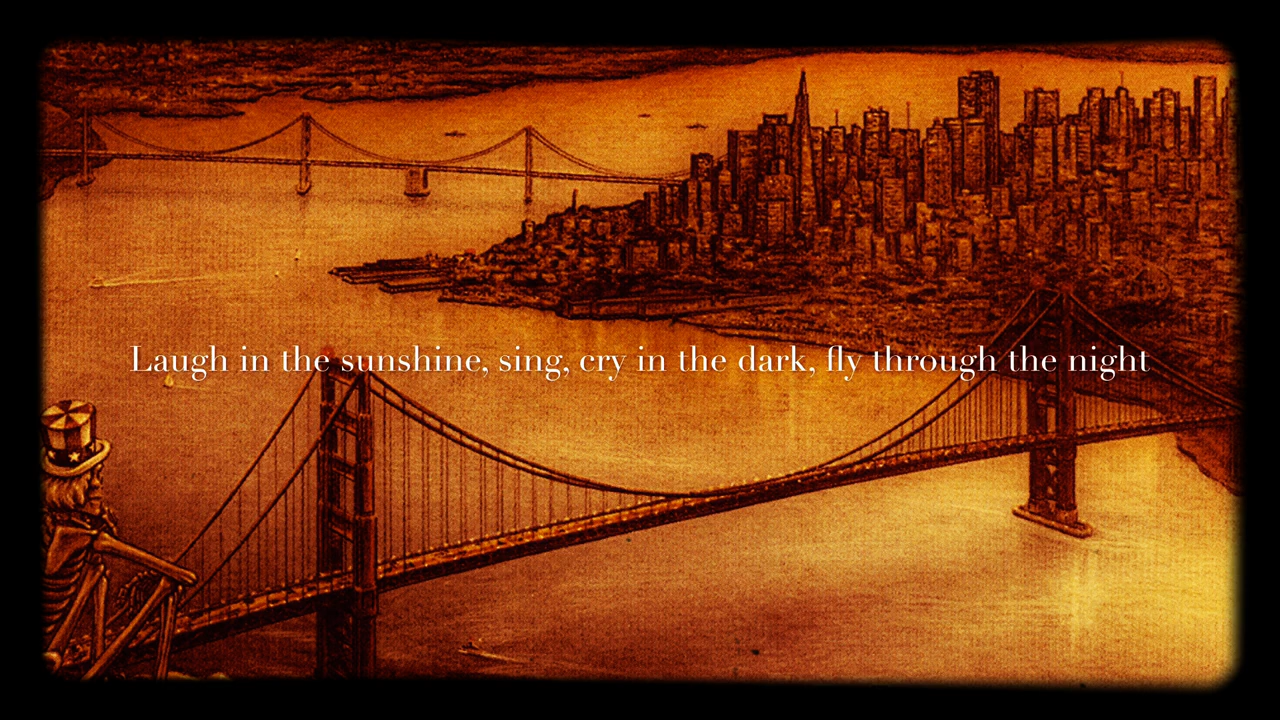 Laugh in the sunshine, sing, cry in the dark, fly through the night